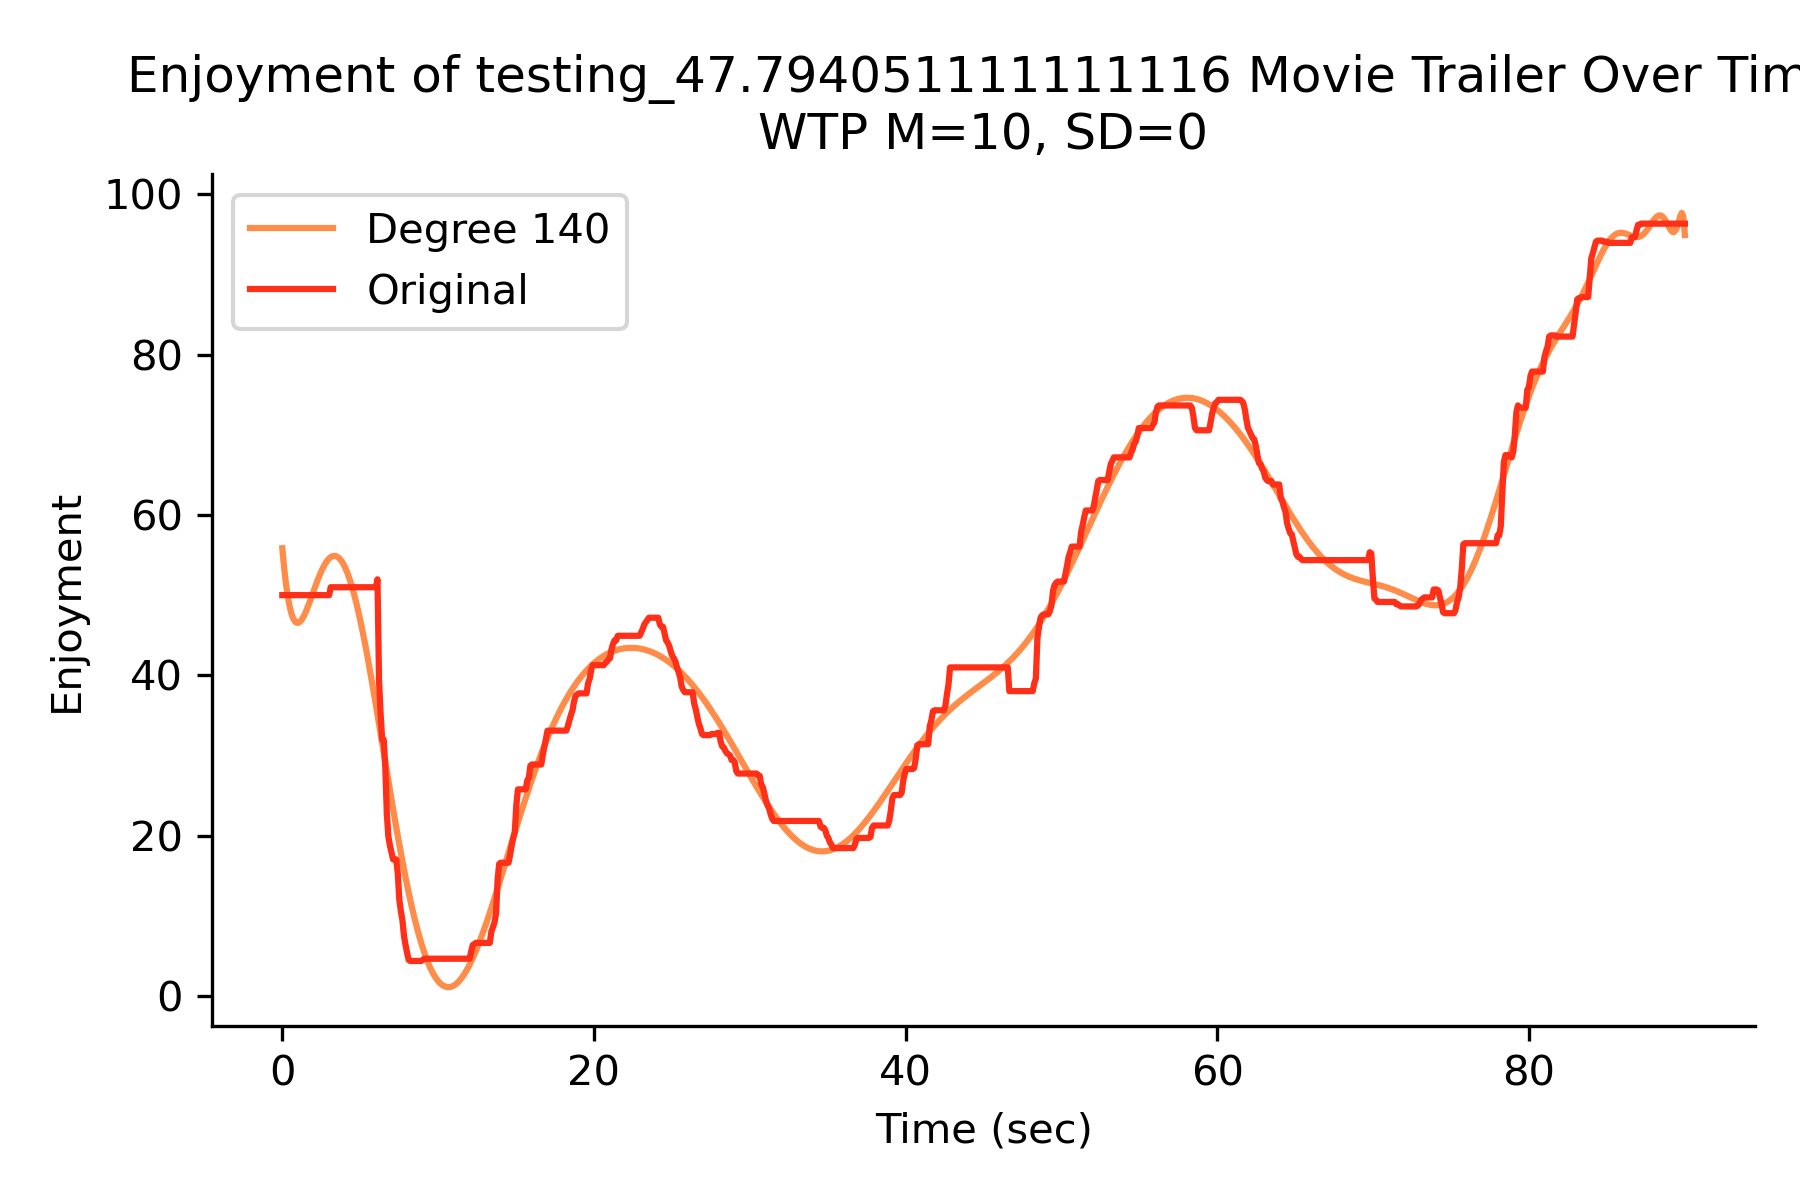 Enjoyment of testing_47.794051111111116 Movie Trailer Over Tim
WTP M=10, SD=0
100
80
60
40
20
0
Degree 140
Original
Enjoyment
0 20 40 60 80
Time (sec)